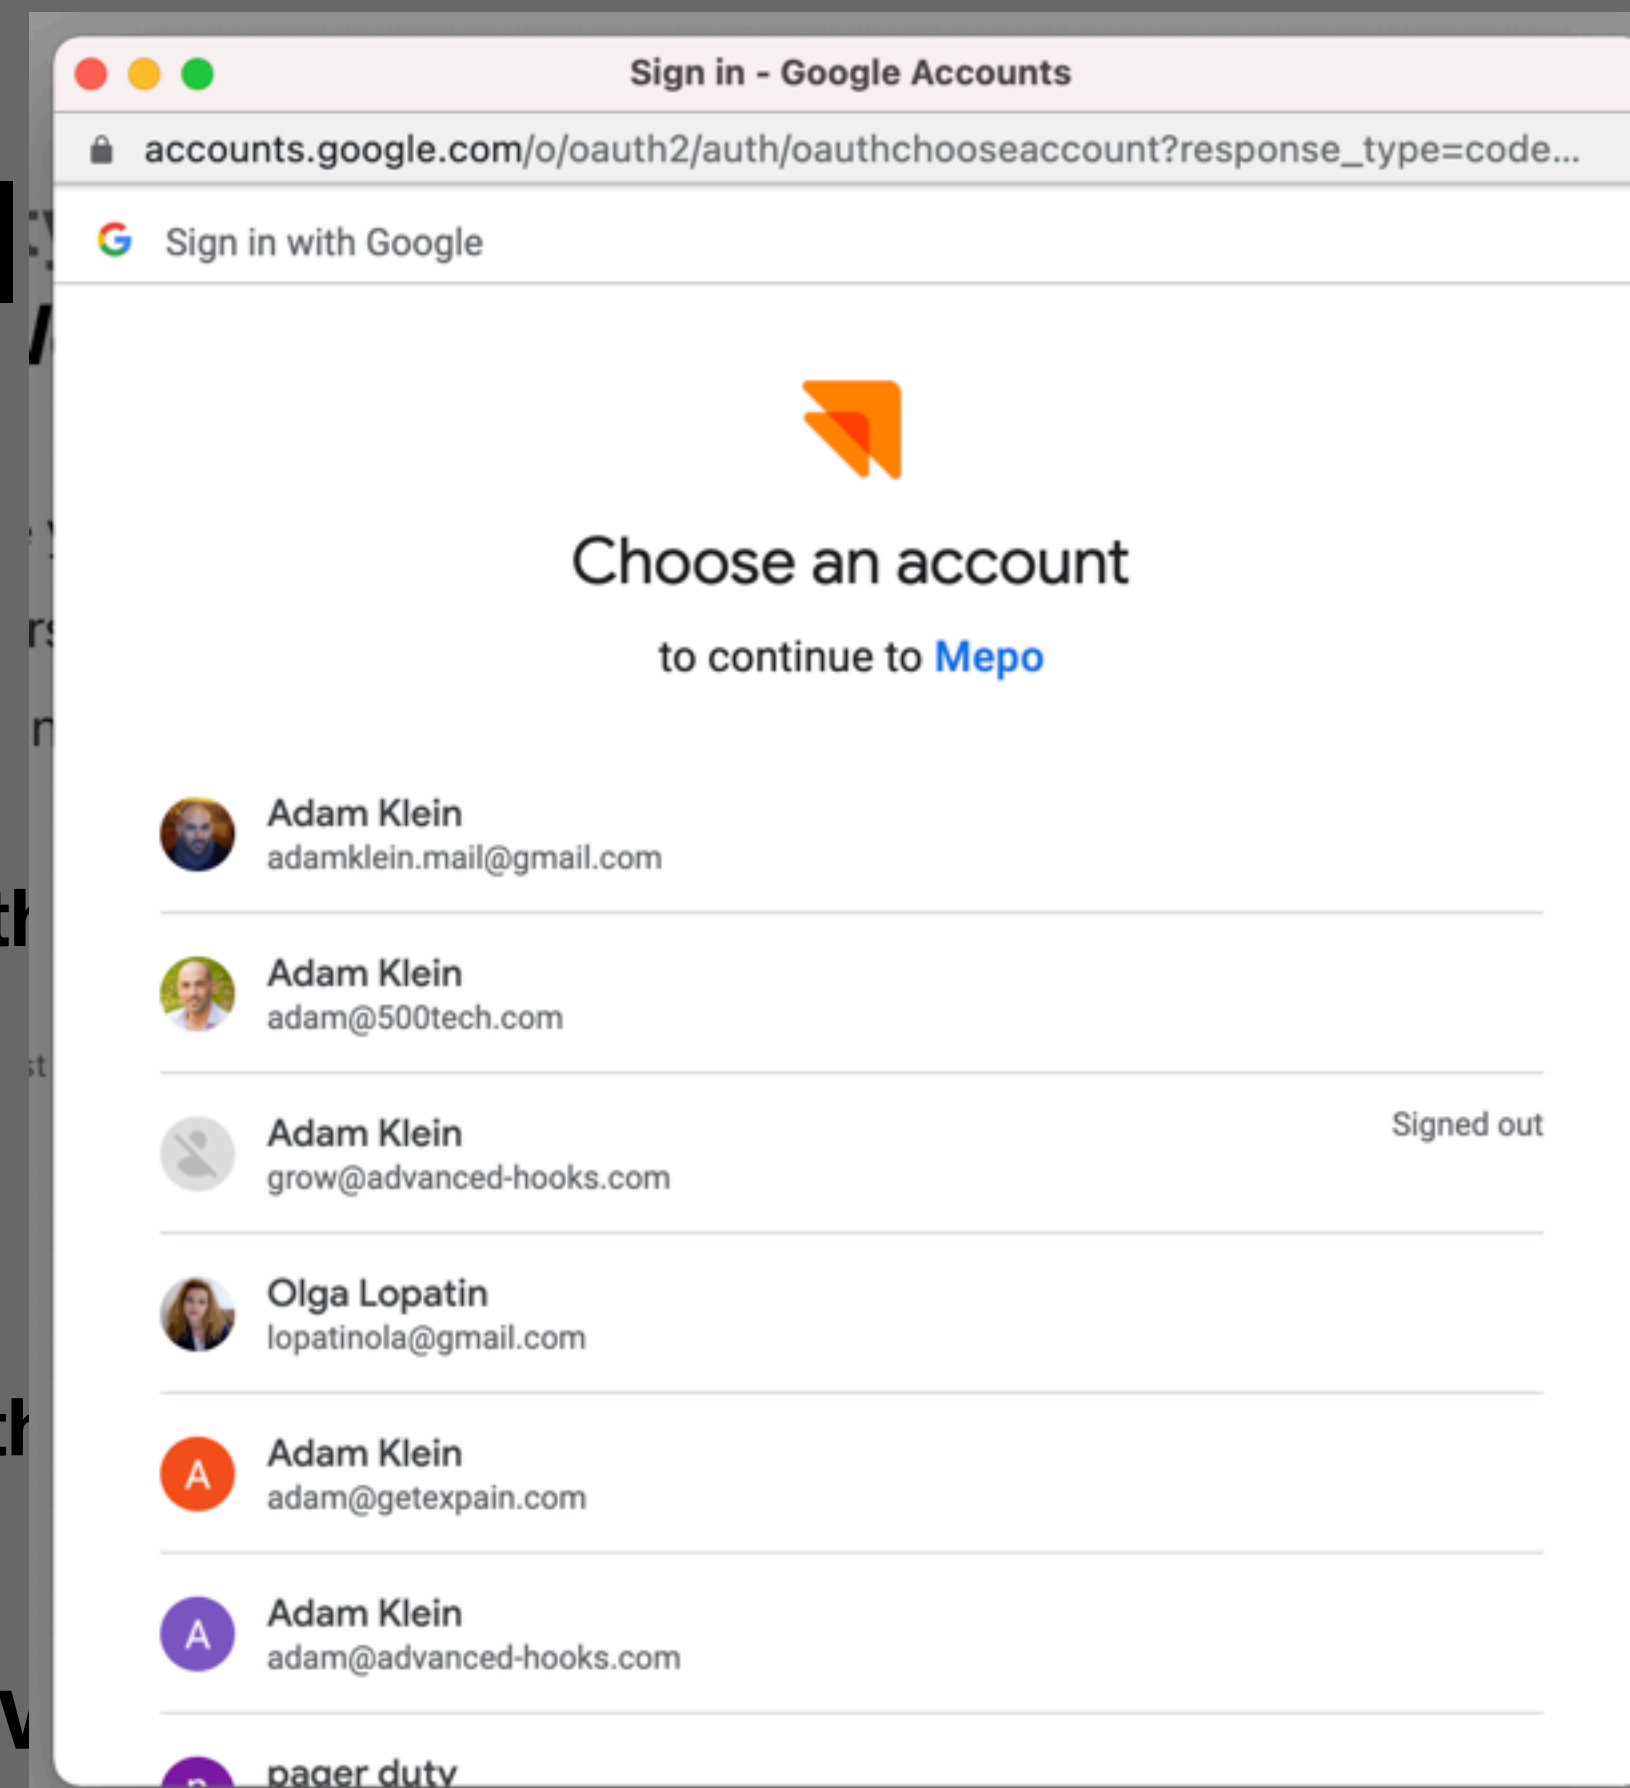 Sign in - Google Accounts
accounts.google.com/o/oauth2/auth/oauthchooseaccount?response_type=code...
Sign in with Google
Choose an account
to continue to Mepo
Adam Klein
adamklein.mail@gmail.com
Adam Klein
adam@500tech.com
Adam Klein
Signed out
grow@advanced-hooks.com
Olga Lopatin
lopatinola@gmail.com
A
Adam Klein
adam@getexpain.com
A
Adam Klein
adam@advanced-hooks.com
pager duty